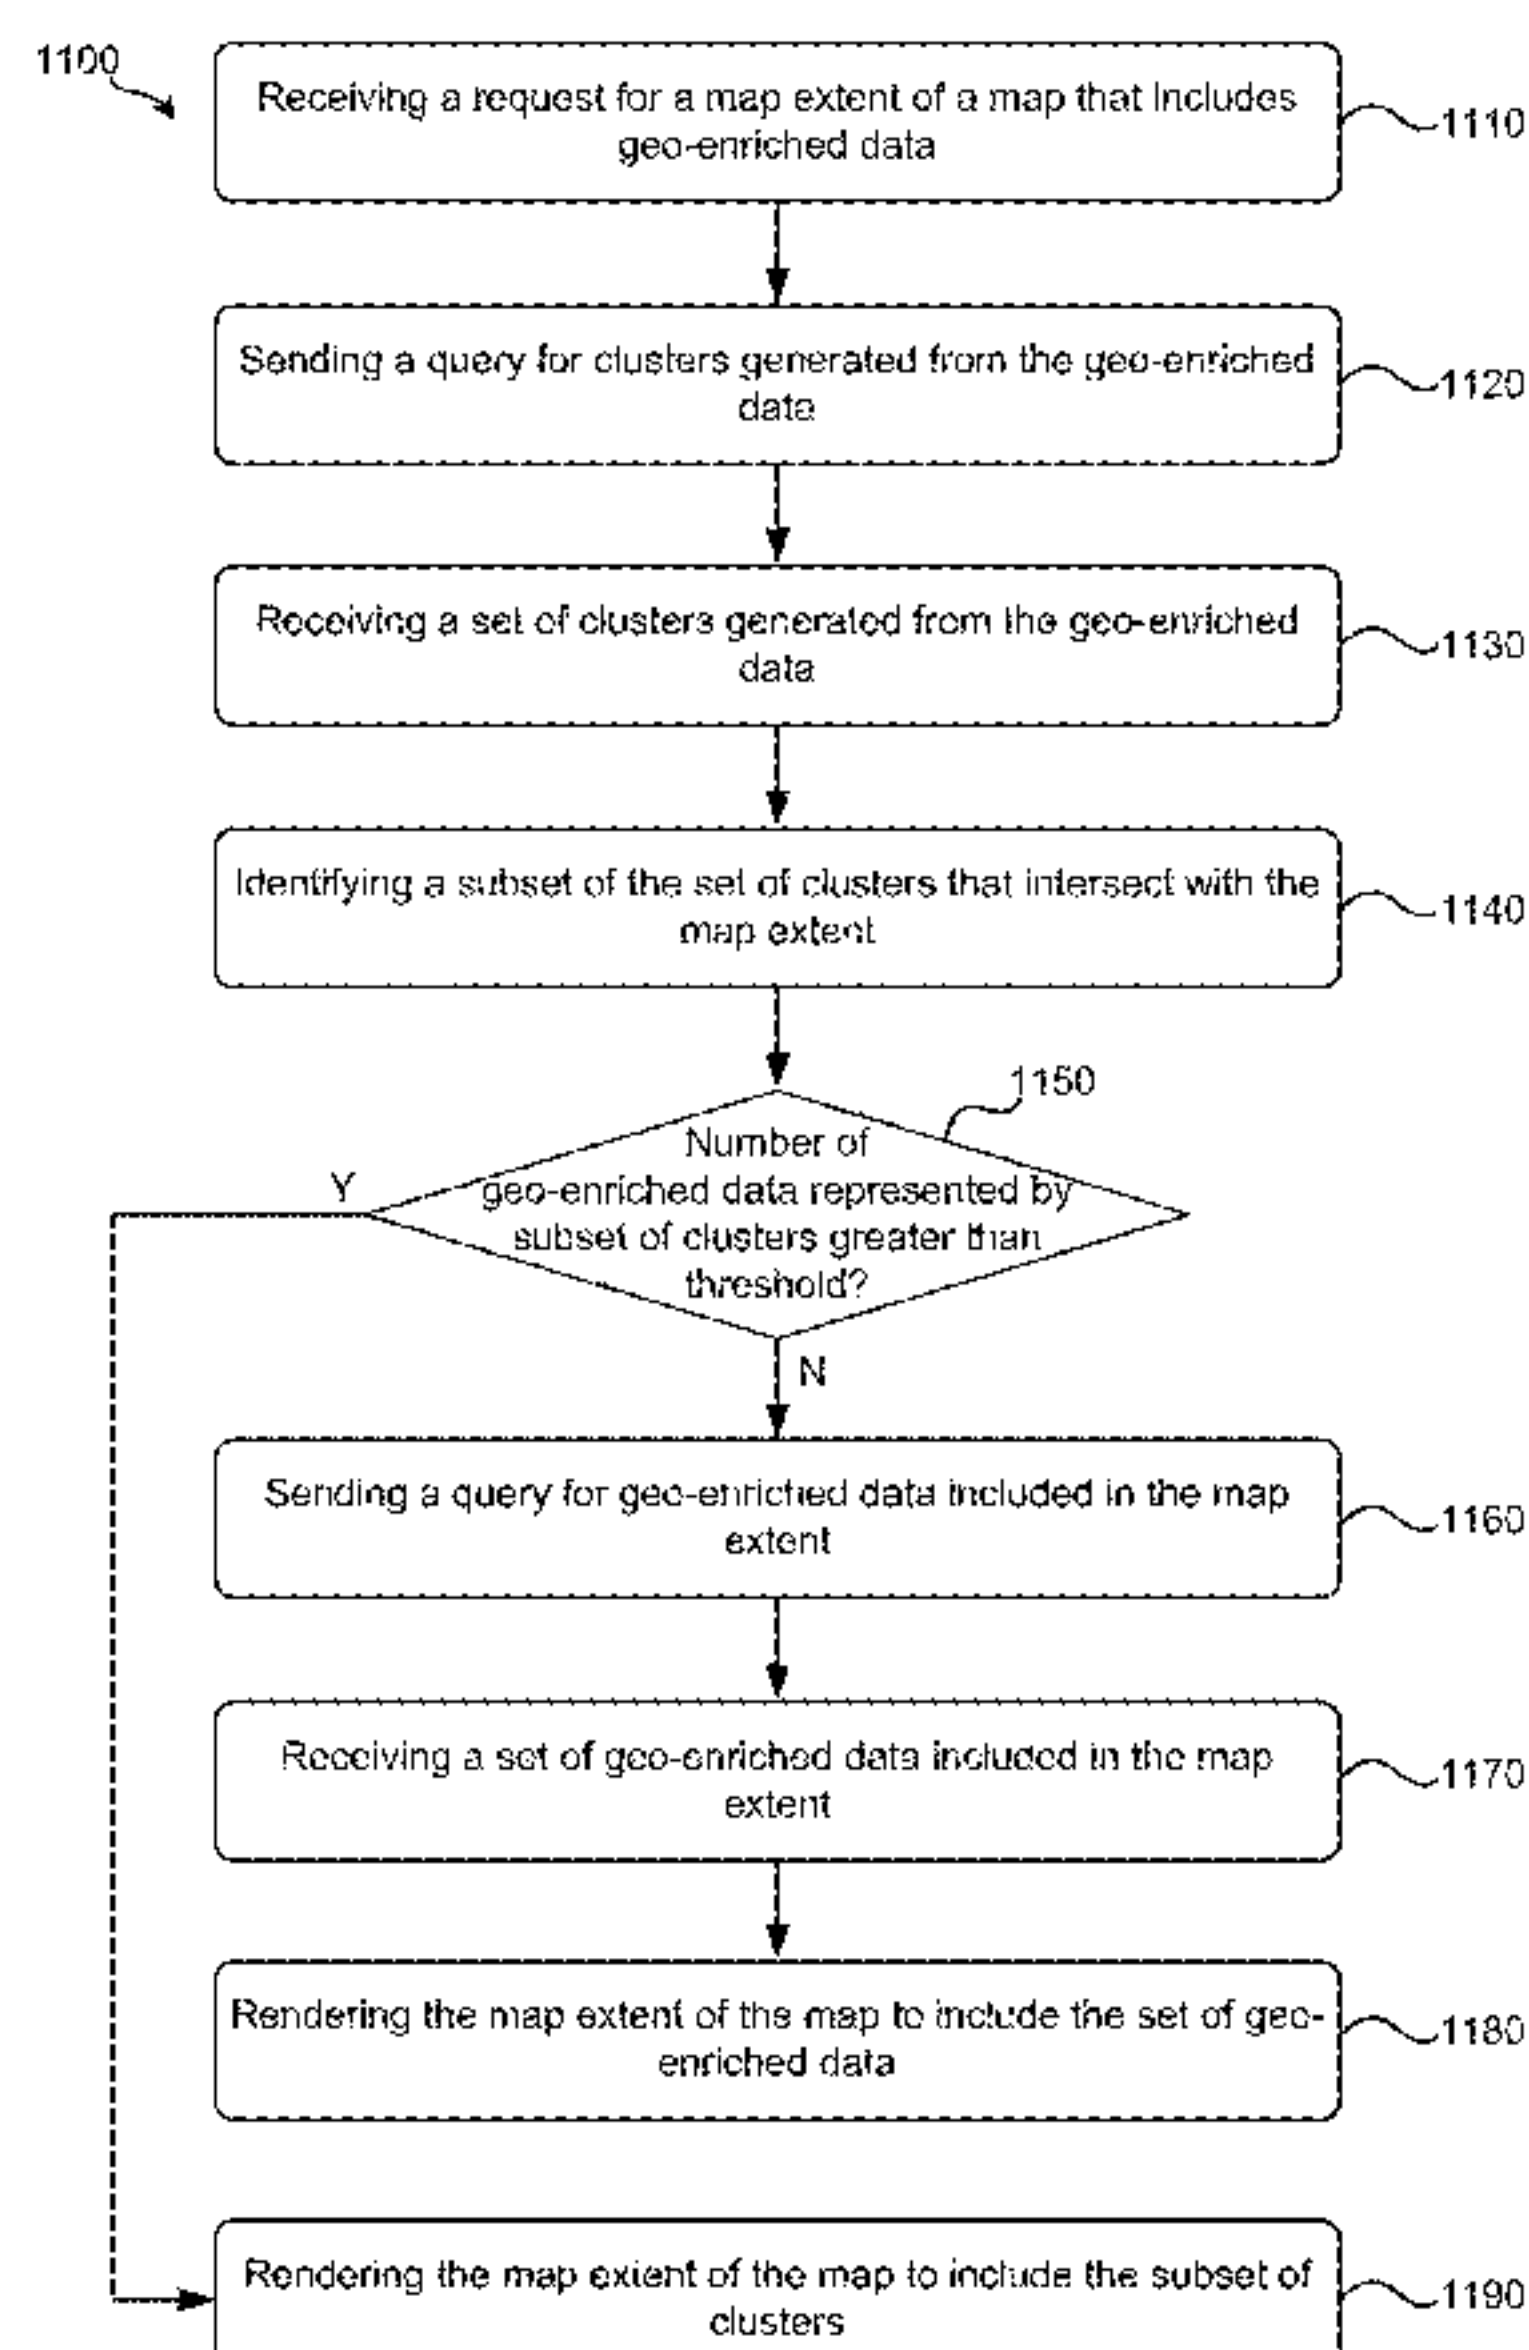 1100
Receiving a request for a map extent of a map that includes
geo-enriched data
1110
Sending a query for clusters generated from the geo-enriched
data
1120
Receiving a set of clusters generated from the geo-enriched
data
1130
Identifying a subset of the set of clusters that intersect with the
map extent
1140
1150
Number of
geo-enriched data represented by
subset of clusters greater than
threshold?
Y
N
Sending a query for geo-enriched data included in the map
extent
1160
Receiving a set of geo-enriched data included in the map
extent
1170
Rendering the map extent of the map to include the set of geo-
enriched data
1180
Rendering the map extent of the map to include the subset of
clusters
1190